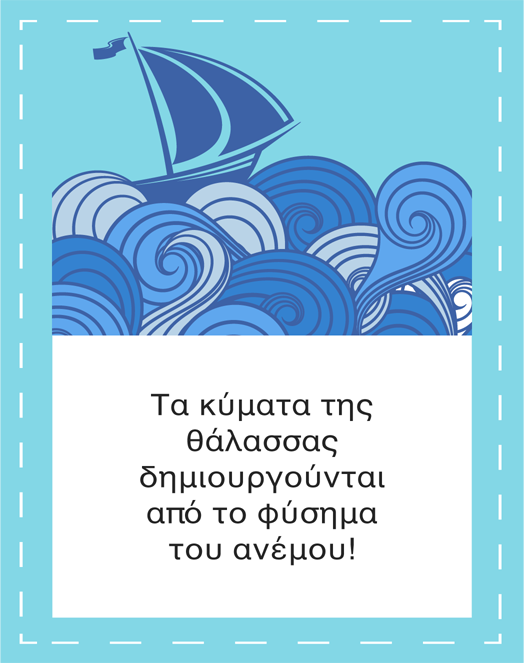 Τα κύματα της
θάλασσας
δημιουργούνται
από το φύσημα
του ανέμου!